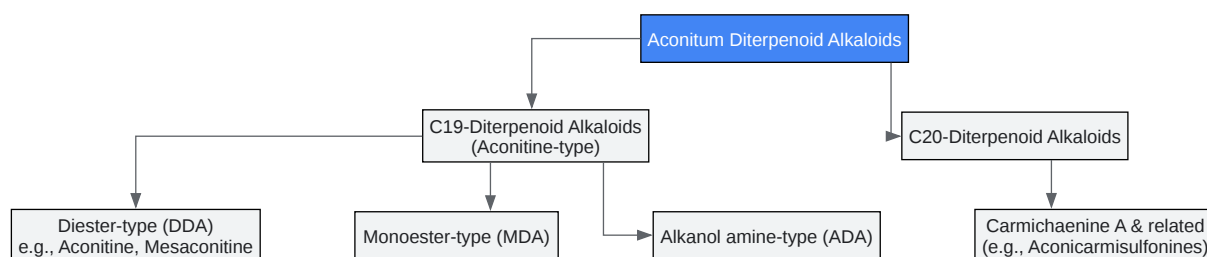 Aconitum Diterpenoid Alkaloids
C19-Diterpenoid Alkaloids
(Aconitine-type)
C20-Diterpenoid Alkaloids
Diester-type (DDA)
e.g., Aconitine, Mesaconitine
Monoester-type (MDA)
Alkanol amine-type (ADA)
Carmichaenine A & related
(e.g., Aconicarmisulfonines)